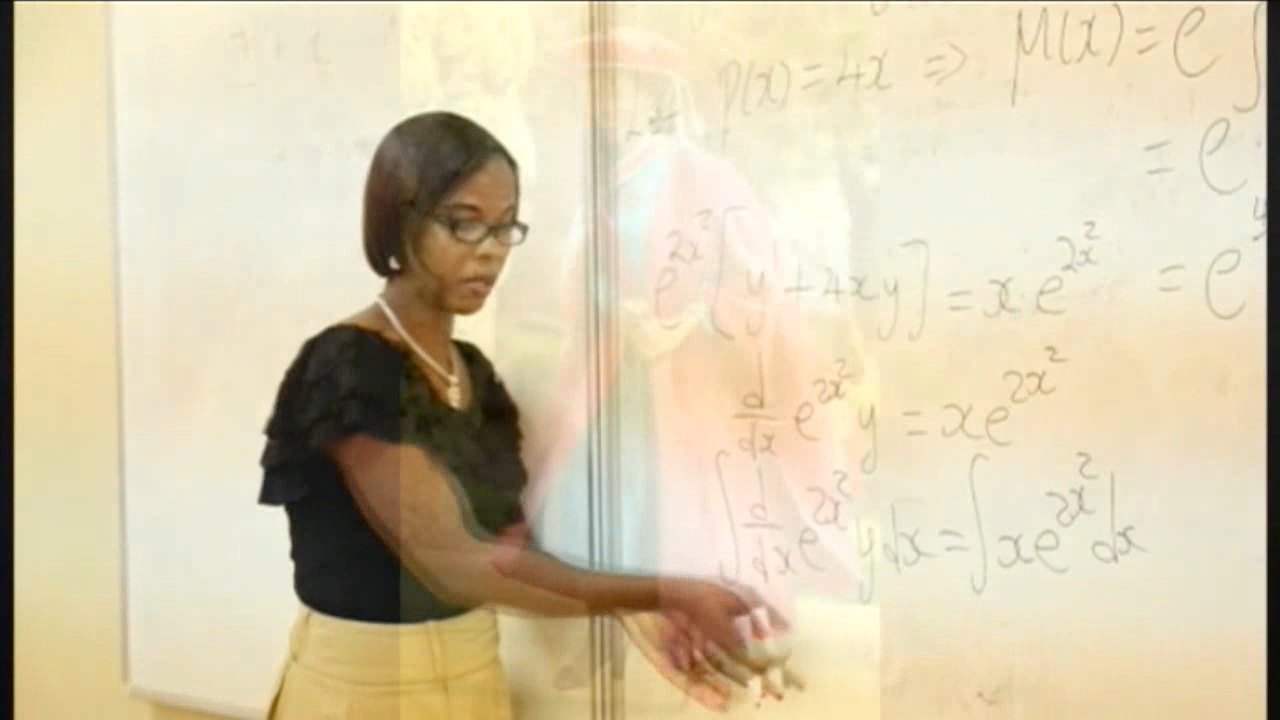 P(x) = 4x ⇒ M(x) = e^∫
= e
e^{2x^2} [y' + 4xy] = x·e^{2x^2}
= e^4
d/dx e^{2x^2} y = xe^{2x^2}
∫ d/dx e^{2x^2} y dx = ∫ xe^{2x^2} dx